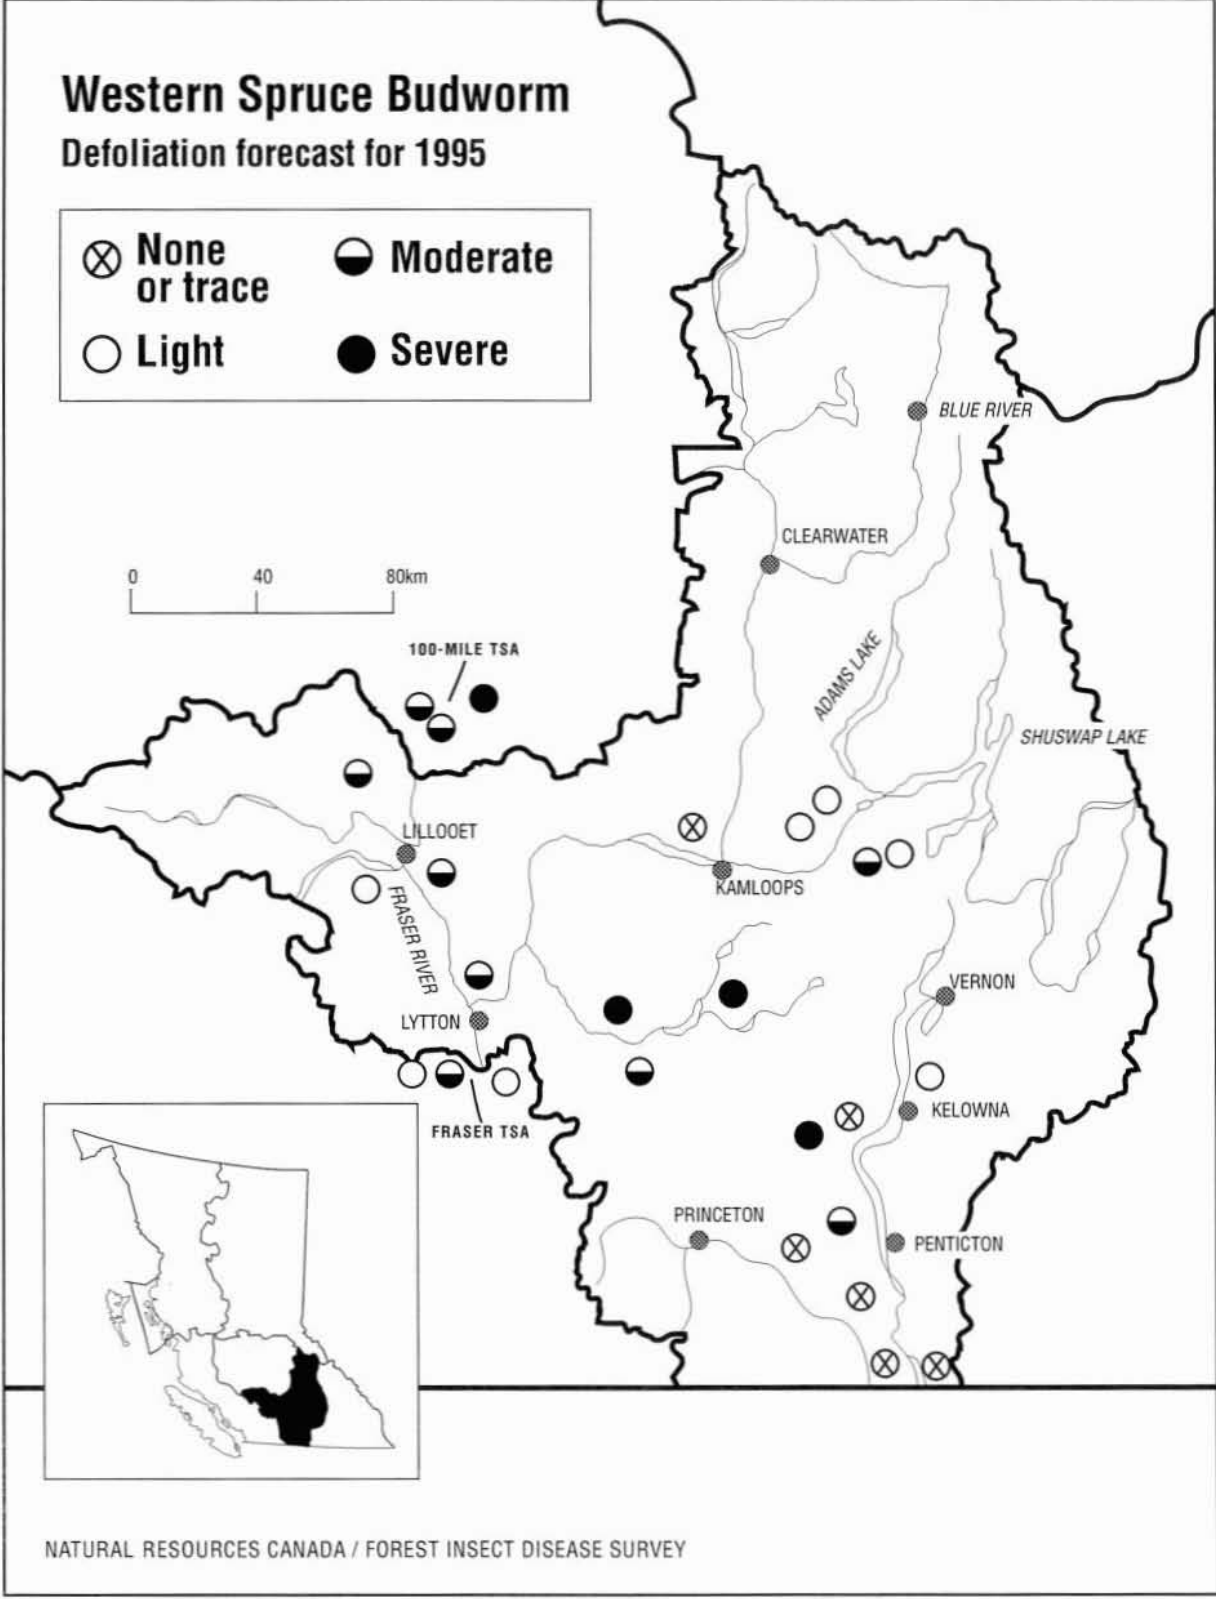 Western Spruce Budworm
Defoliation forecast for 1995
None
or trace
Moderate
Light
Severe
BLUE RIVER
CLEARWATER
0 40 80km
100-MILE TSA
ADAMS LAKE
SHUSWAP LAKE
LILLOOET
KAMLOOPS
FRASER RIVER
VERNON
LYTTON
KELOWNA
FRASER TSA
PRINCETON
PENTICTON
NATURAL RESOURCES CANADA / FOREST INSECT DISEASE SURVEY